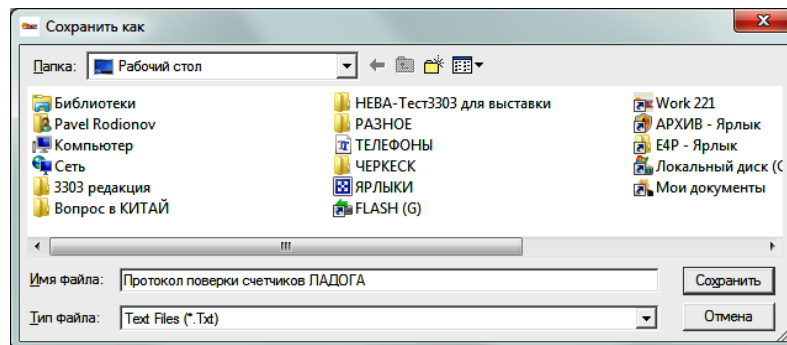 Сохранить как
Папка: Рабочий стол
Библиотеки
Pavel Rodionov
Компьютер
Сеть
3303 редакция
Вопрос в КИТАЙ
НЕВА-Тест3303 для выставки
РАЗНОЕ
ТЕЛЕФОНЫ
ЧЕРКЕСК
ЯРЛЫКИ
FLASH (G)
Work 221
АРХИВ - Ярлык
E4P - Ярлык
Локальный диск (C
Мои документы
Имя файла: Протокол поверки счетчиков ЛАДОГА
Сохранить
Тип файла: Text Files (*.Txt)
Отмена